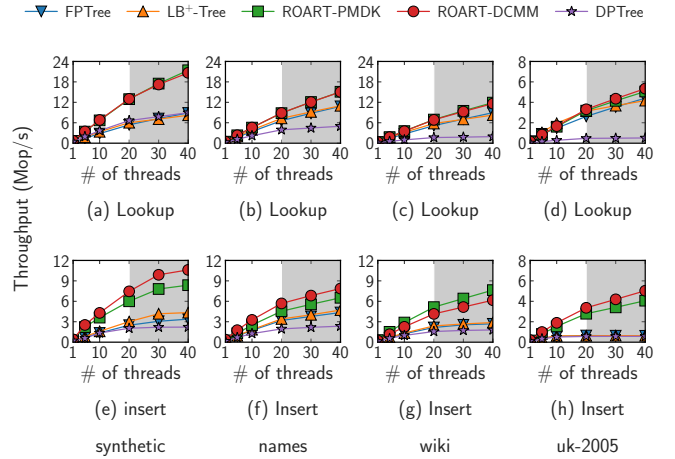 FPTree LB+-Tree ROART-PMDK ROART-DCMM DPTree
Throughput (Mop/s)
24 24 24 8
18 18 18 6
12 12 12 4
6 6 6 2
0 0 0 0
1 10 20 30 40 1 10 20 30 40 1 10 20 30 40 1 10 20 30 40
# of threads # of threads # of threads # of threads
(a) Lookup (b) Lookup (c) Lookup (d) Lookup
12 12 12 8
9 9 9 6
6 6 6 4
3 3 3 2
0 0 0 0
1 10 20 30 40 1 10 20 30 40 1 10 20 30 40 1 10 20 30 40
# of threads # of threads # of threads # of threads
(e) insert (f) Insert (g) Insert (h) Insert
synthetic names wiki uk-2005